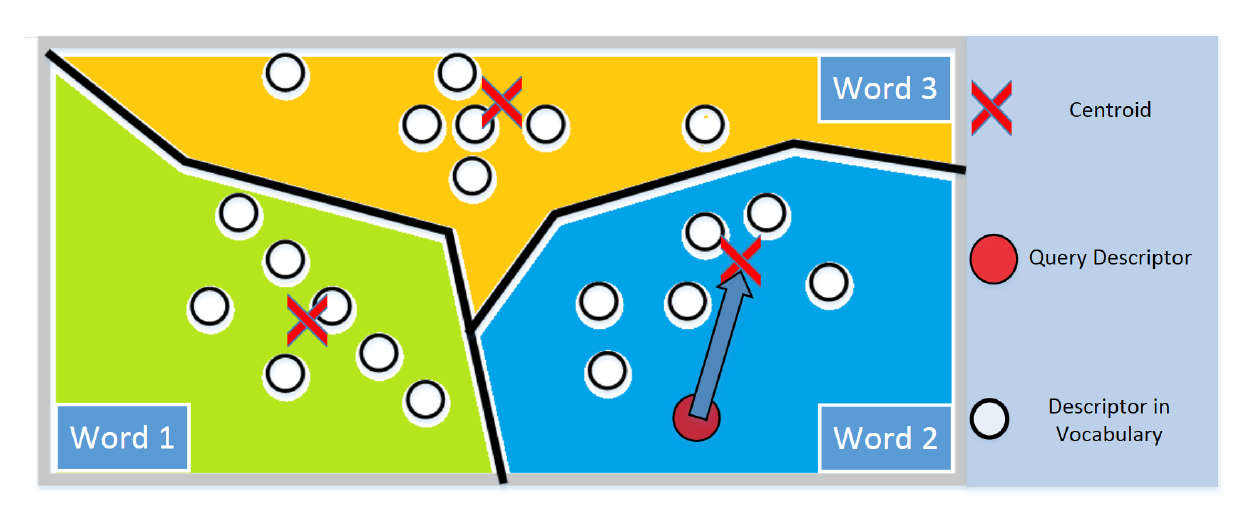 Word 3
Centroid
Query Descriptor
Word 1
Word 2
Descriptor in
Vocabulary